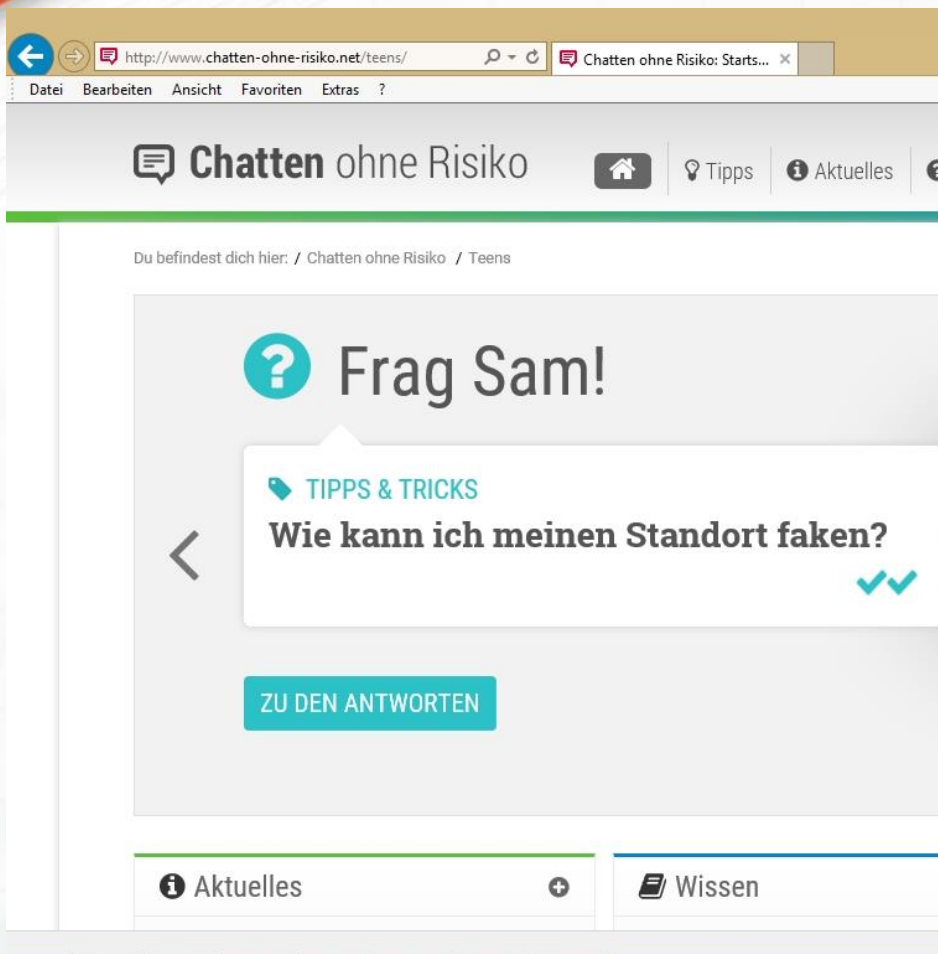 http://www.chatten-ohne-risiko.net/teens/
Chatten ohne Risiko: Starts...
Datei Bearbeiten Ansicht Favoriten Extras ?
Chatten ohne Risiko
Tipps
Aktuelles
Du befindest dich hier: / Chatten ohne Risiko / Teens
Frag Sam!
TIPPS & TRICKS
Wie kann ich meinen Standort faken?
ZU DEN ANTWORTEN
Aktuelles
Wissen